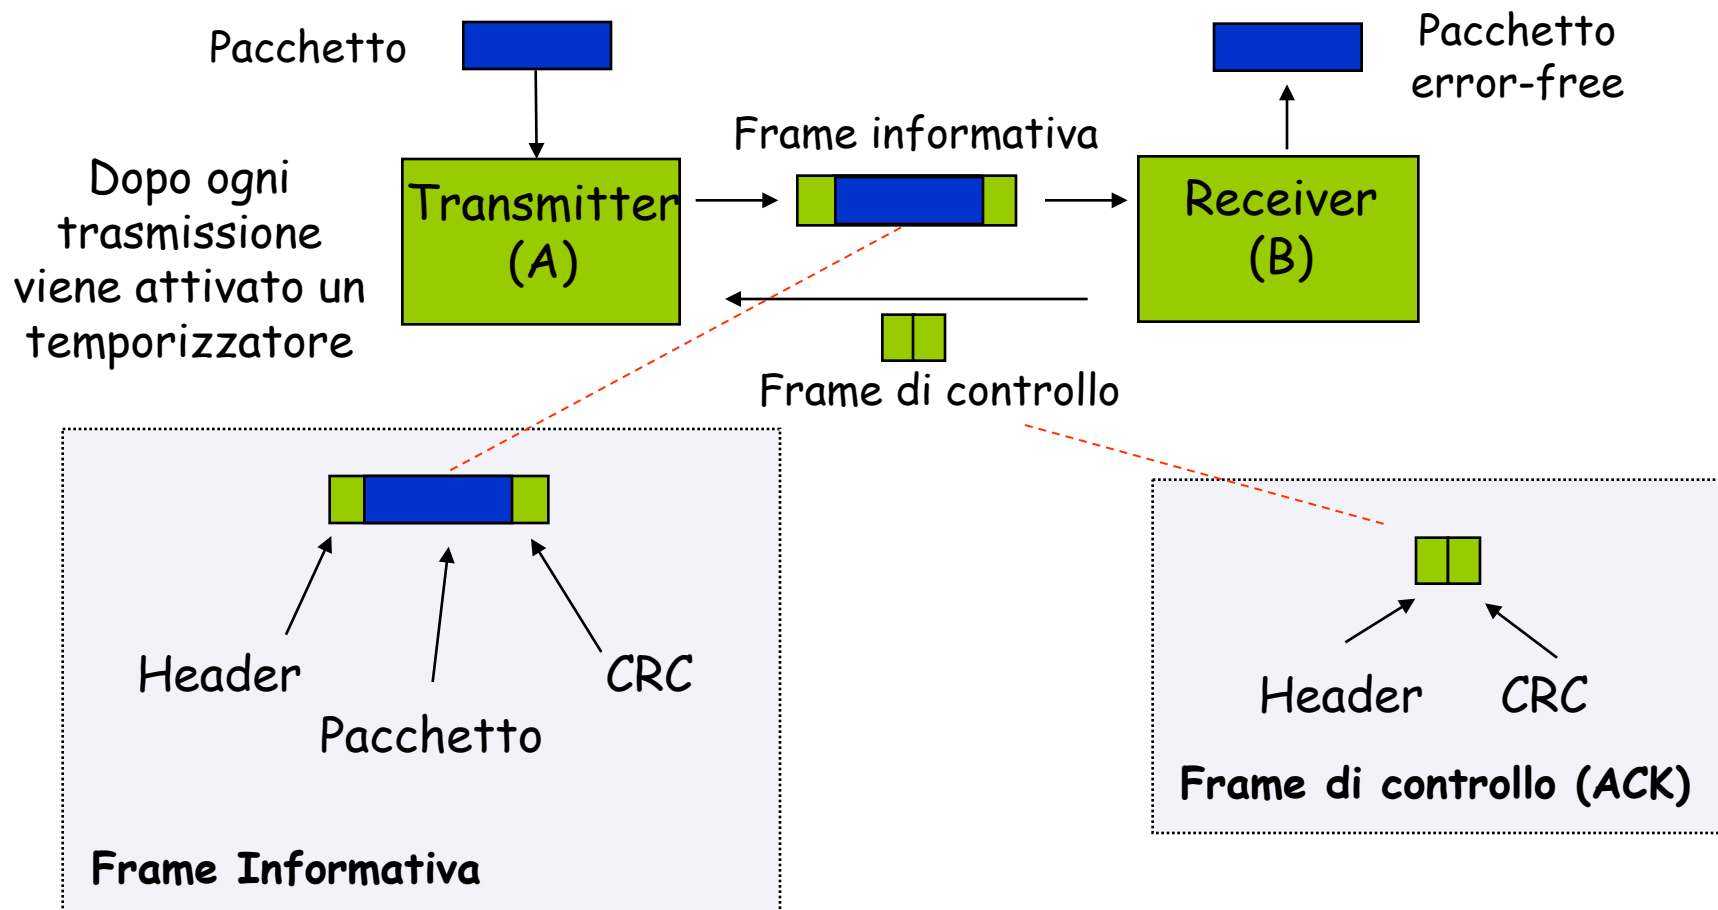 Pacchetto
Pacchetto
error-free
Frame informativa
Dopo ogni
trasmissione
viene attivato un
temporizzatore
Transmitter
(A)
Receiver
(B)
Frame di controllo
Header
Pacchetto
CRC
Frame Informativa
Header
CRC
Frame di controllo (ACK)